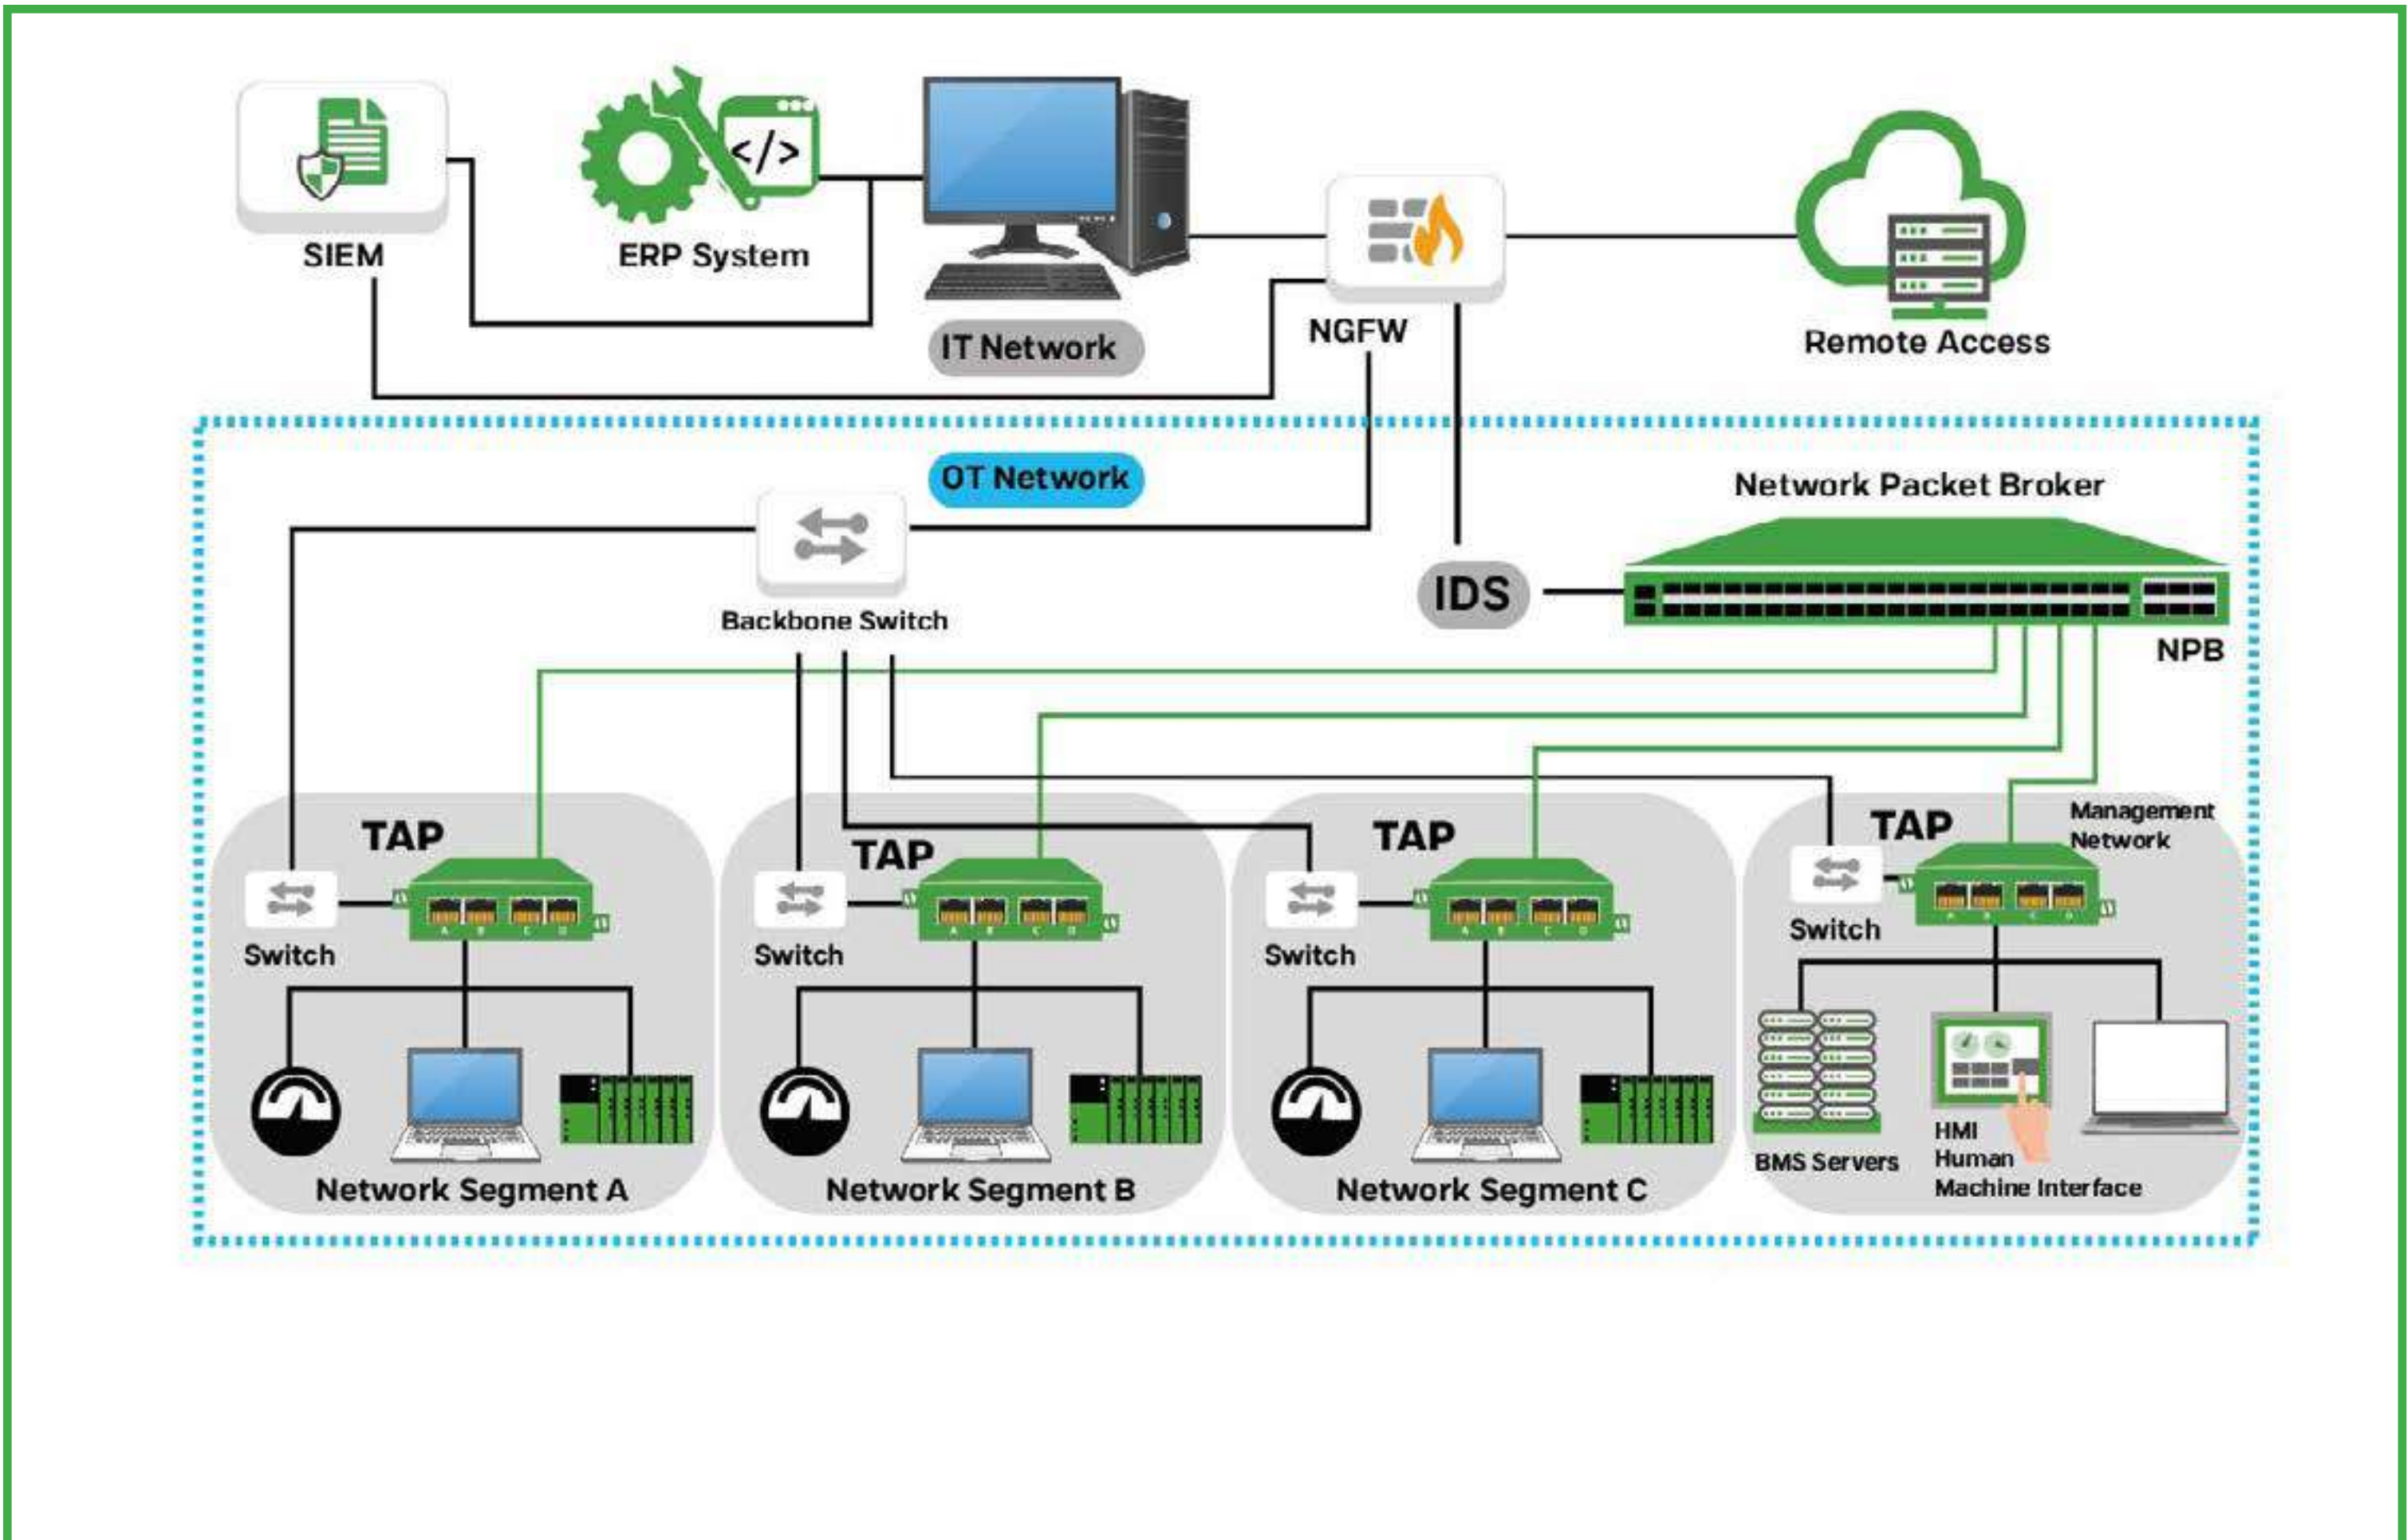 </>
SIEM
ERP System
IT Network
NGFW
Remote Access
OT Network
Network Packet Broker
IDS
Backbone Switch
NPB
TAP
TAP
TAP
TAP
Management
Network
Switch
A B C D
Switch
A B C D
Switch
A B C D
Switch
A B C D
Network Segment A
Network Segment B
Network Segment C
BMS Servers
HMI
Human
Machine Interface